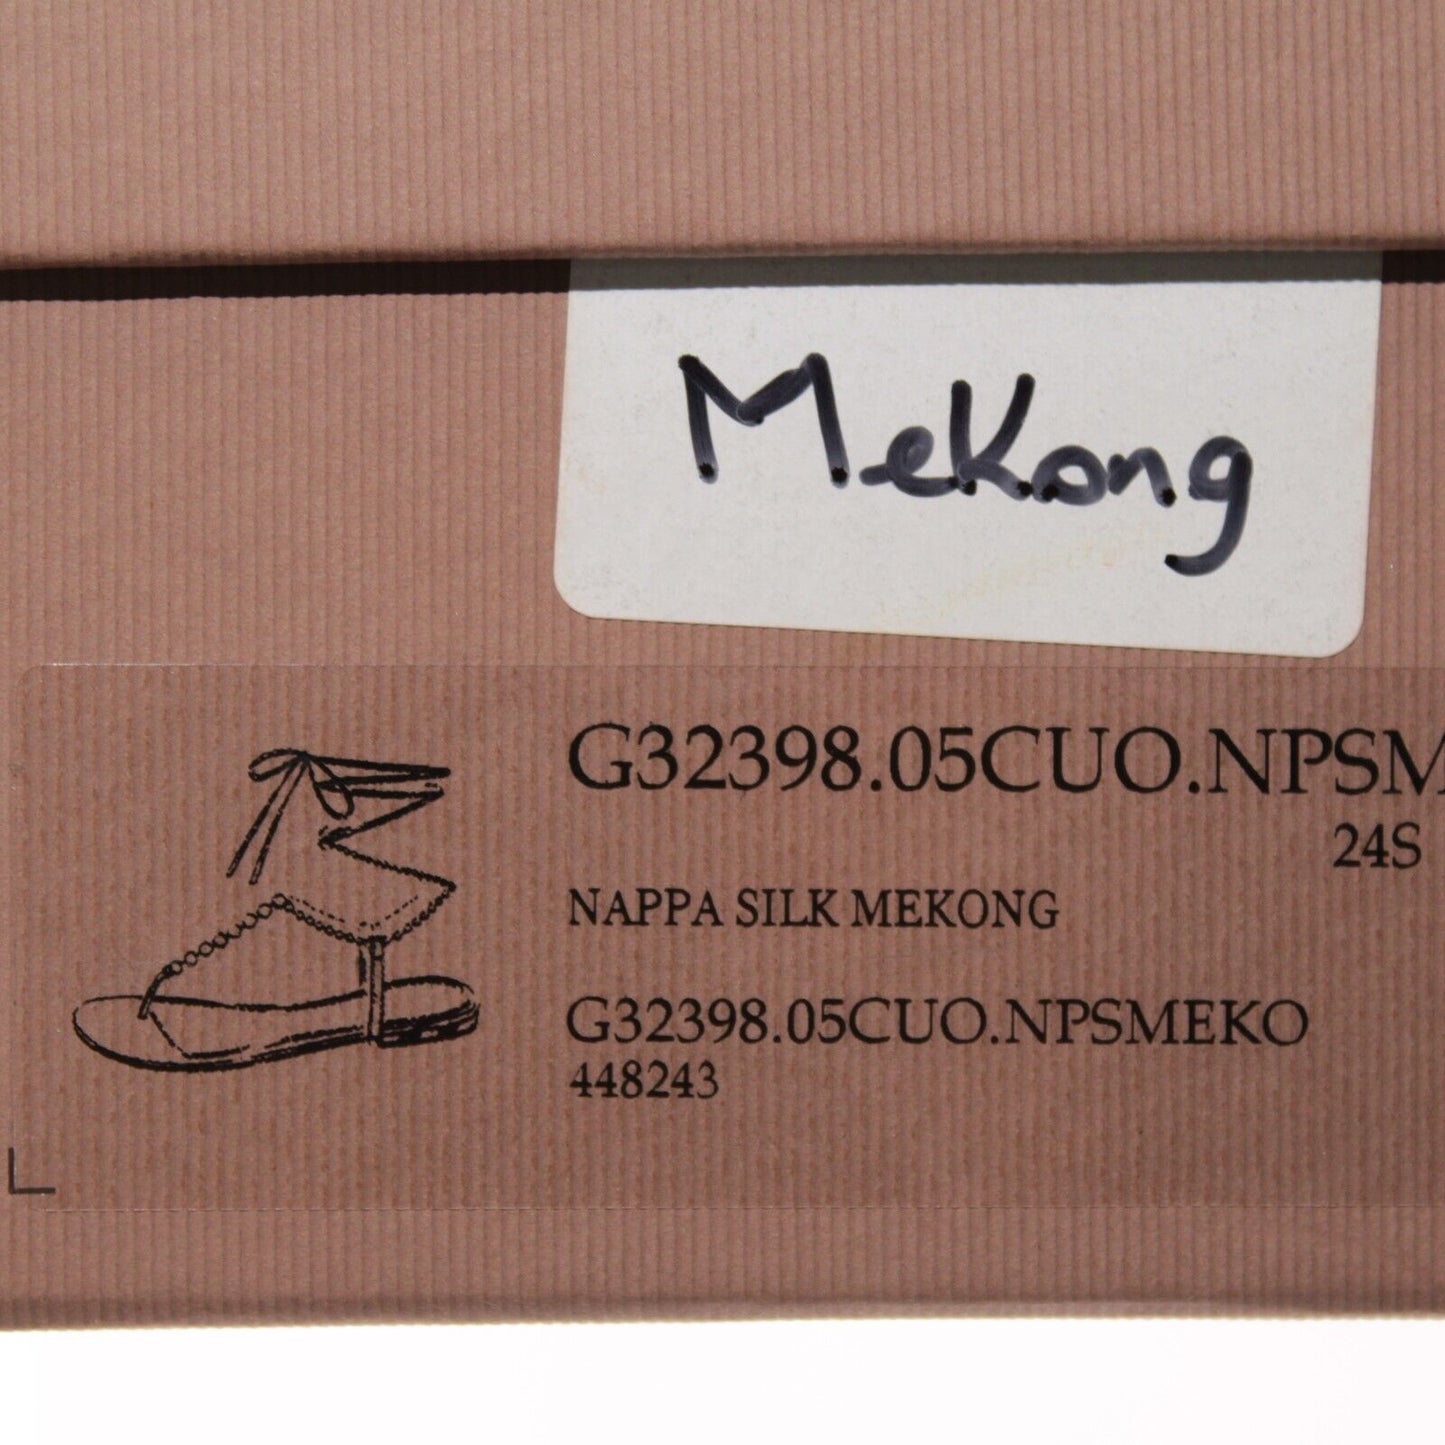 MeKong
G32398.05CUO.NPSM
24S
NAPPA SILK MEKONG
G32398.05CUO.NPSMEKO
448243